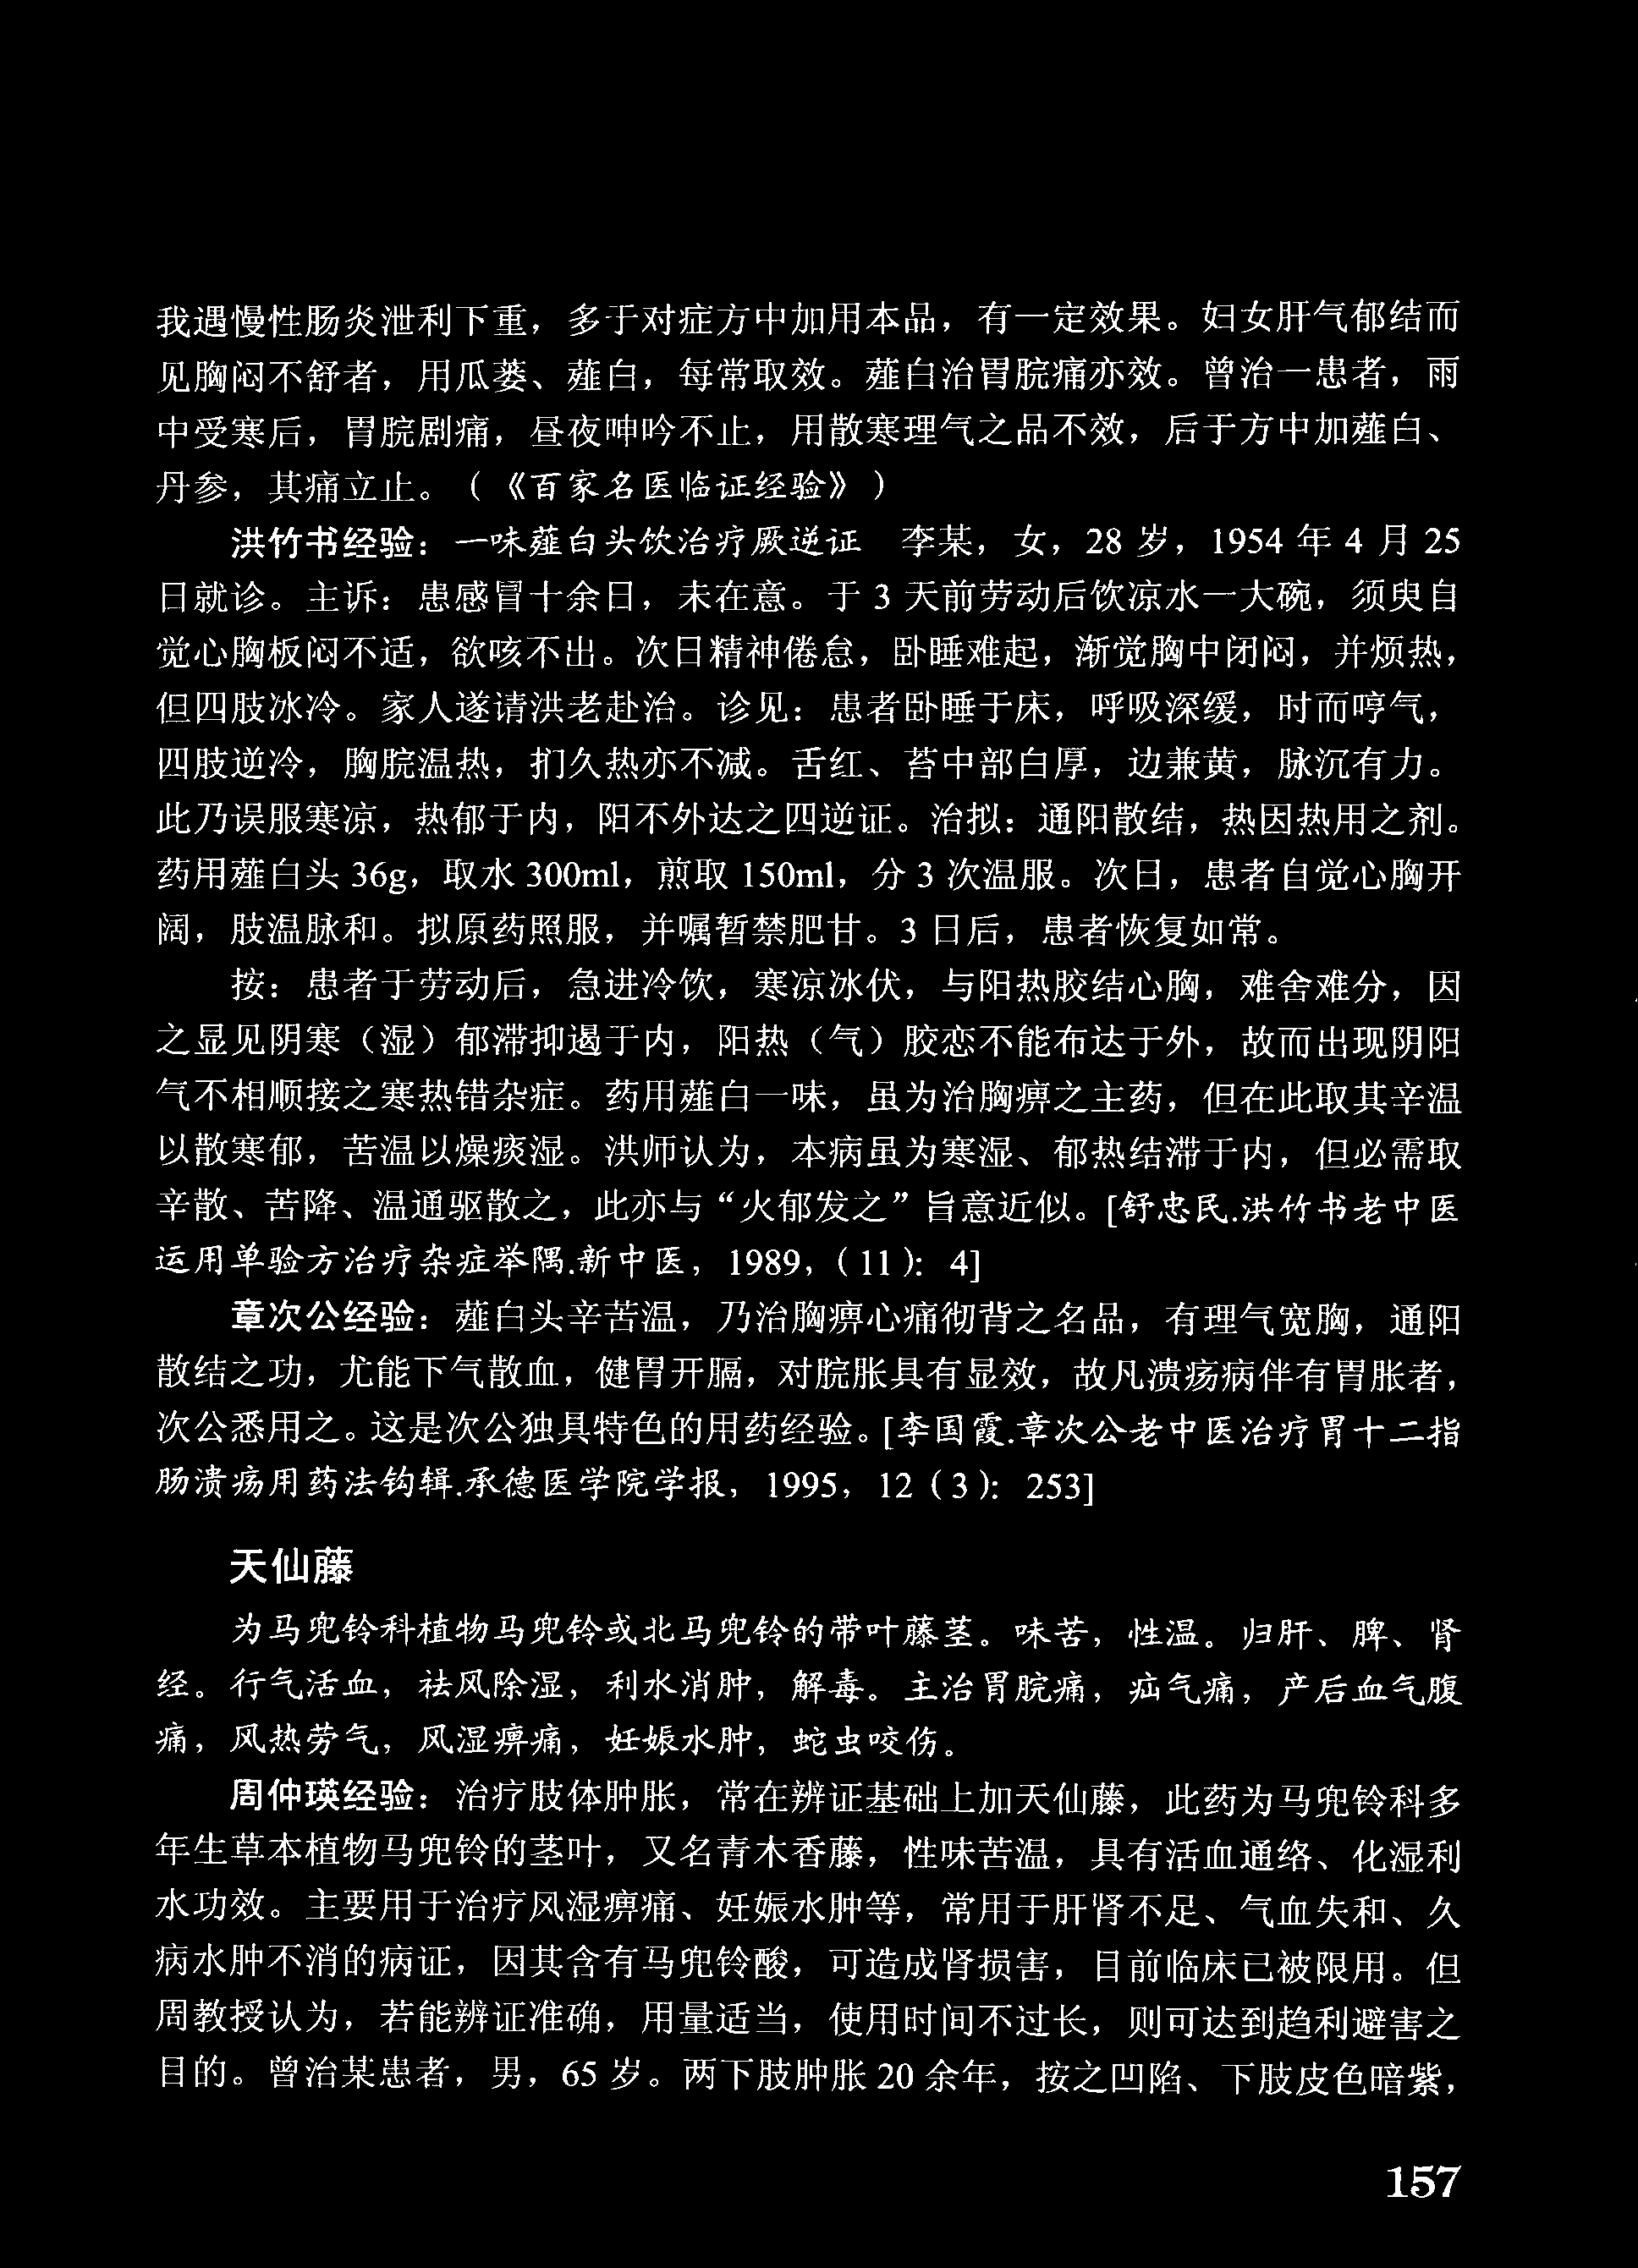 我遇慢性肠炎泄利下重，多于对症方中加用本品，有一定效果。妇女肝气郁结而
见胸闷不舒者，用瓜蒌、薤白，每常取效。薤白治胃脘痛亦效。曾治一患者，雨
中受寒后，胃脘剧痛，昼夜呻吟不止，用散寒理气之品不效，后于方中加薤白、
丹参，其痛立止。（《百家名医临证经验》）
洪竹书经验：一味薤白头饮治疗厥逆证　李某，女，28 岁，1954 年 4 月 25
日就诊。主诉：患感冒十余日，未在意。于 3 天前劳动后饮凉水一大碗，须臾自
觉心胸板闷不适，欲咳不出。次日精神倦怠，卧睡难起，渐觉胸中闭闷，并烦热，
但四肢冰冷。家人遂请洪老赴治。诊见：患者卧睡于床，呼吸深缓，时而哼气，
四肢逆冷，胸脘温热，扪久热亦不减。舌红、苔中部白厚，边兼黄，脉沉有力。
此乃误服寒凉，热郁于内，阳不外达之四逆证。治拟：通阳散结，热因热用之剂。
药用薤白头 36g，取水 300ml，煎取 150ml，分 3 次温服。次日，患者自觉心胸开
阔，肢温脉和。拟原药照服，并嘱暂禁肥甘。3 日后，患者恢复如常。
按：患者于劳动后，急进冷饮，寒凉冰伏，与阳热胶结心胸，难舍难分，因
之显见阴寒（湿）郁滞抑遏于内，阳热（气）胶恋不能布达于外，故而出现阴阳
气不相顺接之寒热错杂症。药用薤白一味，虽为治胸痹之主药，但在此取其辛温
以散寒郁，苦温以燥痰湿。洪师认为，本病虽为寒湿、郁热结滞于内，但必需取
辛散、苦降、温通驱散之，此亦与“火郁发之”旨意近似。[舒忠民.洪竹书老中医
运用单验方治疗杂症举隅.新中医，1989，（11）：4]
章次公经验：薤白头辛苦温，乃治胸痹心痛彻背之名品，有理气宽胸，通阳
散结之功，尤能下气散血，健胃开膈，对脘胀具有显效，故凡溃疡病伴有胃胀者，
次公悉用之。这是次公独具特色的用药经验。[李国霞.章次公老中医治疗胃十二指
肠溃疡用药法钩辑.承德医学院学报，1995，12（3）：253]
天仙藤
为马兜铃科植物马兜铃或北马兜铃的带叶藤茎。味苦，性温。归肝、脾、肾
经。行气活血，祛风除湿，利水消肿，解毒。主治胃脘痛，疝气痛，产后血气腹
痛，风热劳气，风湿痹痛，妊娠水肿，蛇虫咬伤。
周仲瑛经验：治疗肢体肿胀，常在辨证基础上加天仙藤，此药为马兜铃科多
年生草本植物马兜铃的茎叶，又名青木香藤，性味苦温，具有活血通络、化湿利
水功效。主要用于治疗风湿痹痛、妊娠水肿等，常用于肝肾不足、气血失和、久
病水肿不消的病证，因其含有马兜铃酸，可造成肾损害，目前临床已被限用。但
周教授认为，若能辨证准确，用量适当，使用时间不过长，则可达到趋利避害之
目的。曾治某患者，男，65 岁。两下肢肿胀 20 余年，按之凹陷、下肢皮色暗紫，
157